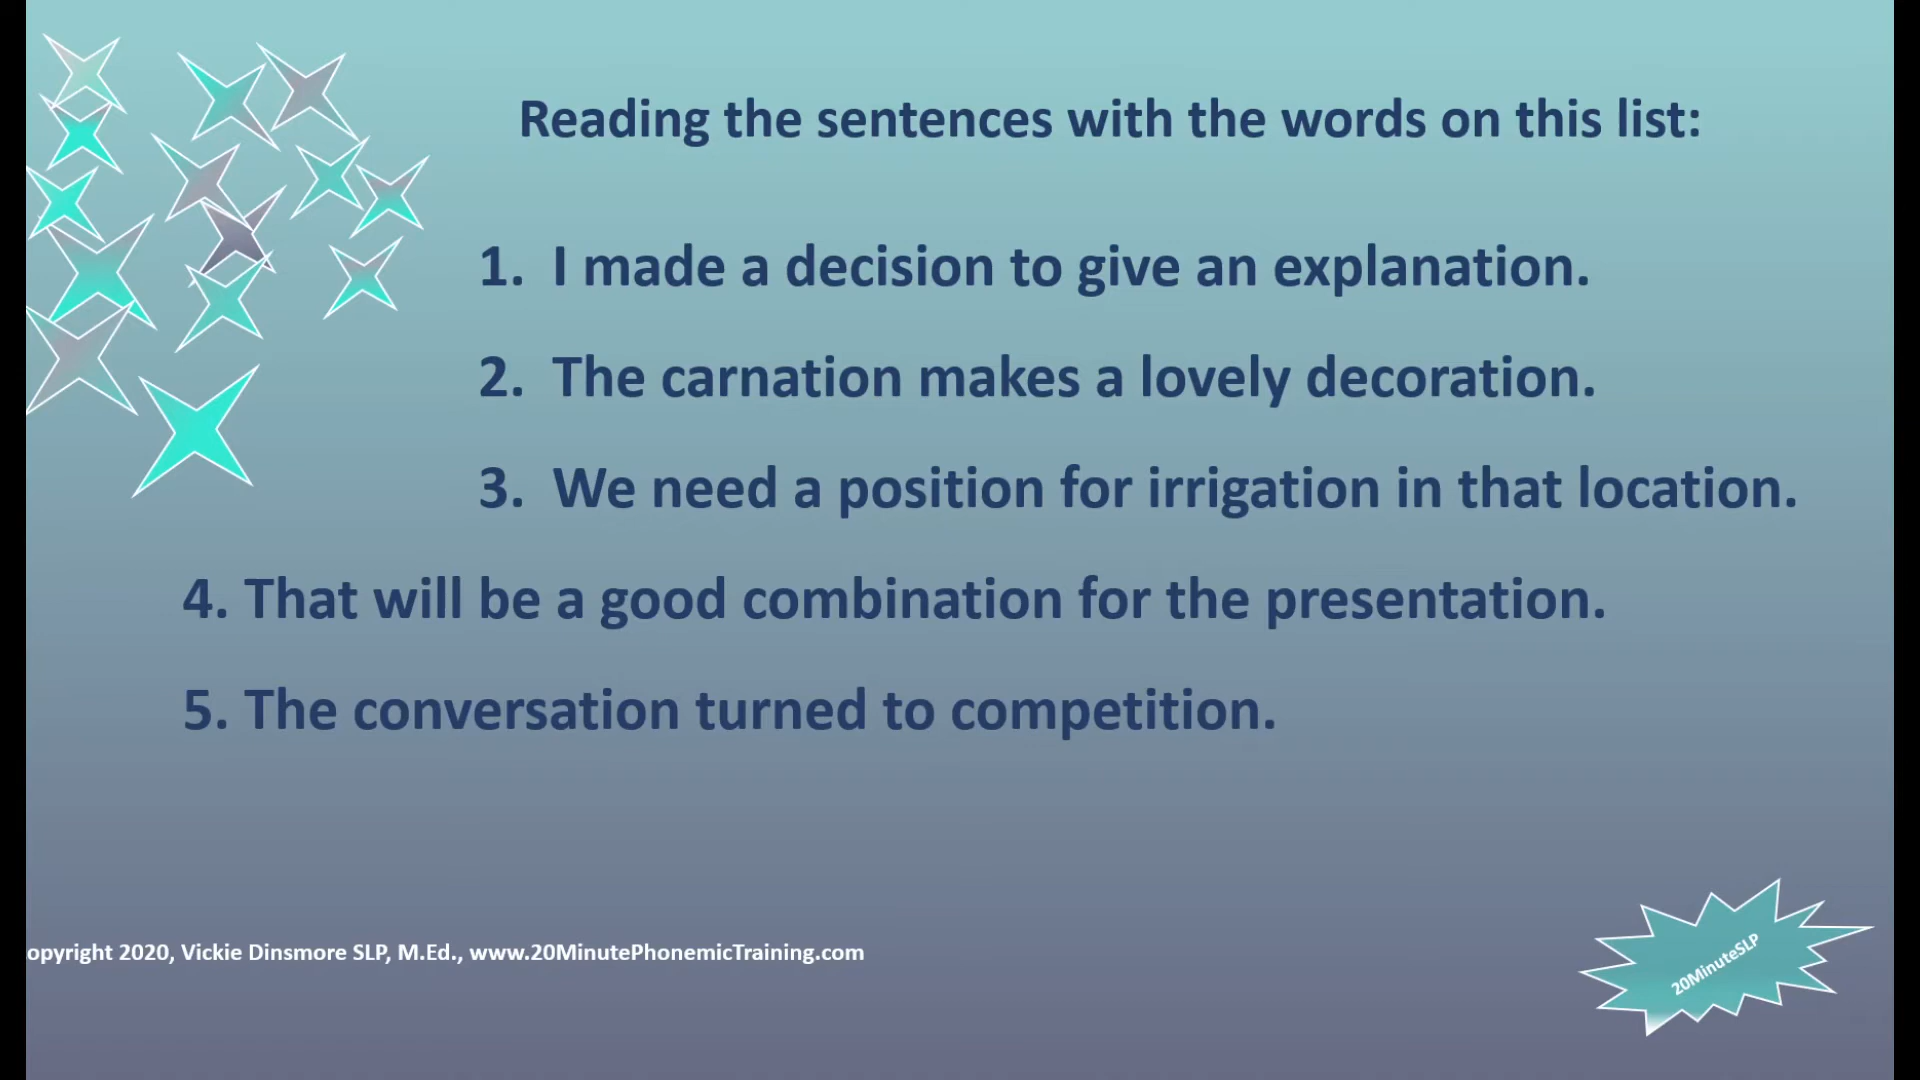 Reading the sentences with the words on this list:
1. I made a decision to give an explanation.
2. The carnation makes a lovely decoration.
3. We need a position for irrigation in that location.
4. That will be a good combination for the presentation.
5. The conversation turned to competition.
opyright 2020, Vickie Dinsmore SLP, M.Ed., www.20MinutePhonemicTraining.com
20MinuteSLP